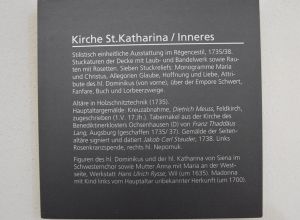 Kirche St.Katharina / Inneres
Stilistisch einheitliche Ausstattung im Régencestil, 1735/38.
Stuckaturen der Decke mit Laub- und Bandelwerk sowie Rau-
ten mit Rosetten. Sieben Stuckreliefs: Monogramme Maria
und Christus, Allegorien Glaube, Hoffnung und Liebe, Attri-
bute des hl. Dominikus (von vorne), über der Empore Schwert,
Fanfare, Buch und Lorbeerzweige.
Altäre in Holzschnitztechnik (1735).
Hauptaltargemälde: Kreuzabnahme, Dietrich Meuss, Feldkirch,
zugeschrieben (1.V. 17.Jh.). Tabernakel aus der Kirche des
Benediktinerklosters Ochsenhausen (D) von Franz Thaddäus
Lang, Augsburg (geschaffen 1735/ 37). Gemälde der Seiten-
altäre signiert und datiert Jakob Carl Stauder, 1738. Links
Rosenkranzspende, rechts hl. Nepomuk.
Figuren des hl. Dominikus und der hl. Katharina von Siena im
Schwesternchor sowie Mutter Anna mit Maria an der West-
seite, Werkstatt Hans Ulrich Rysse, Wil (um 1635). Madonna
mit Kind links vom Hauptaltar unbekannter Herkunft (um 1700).